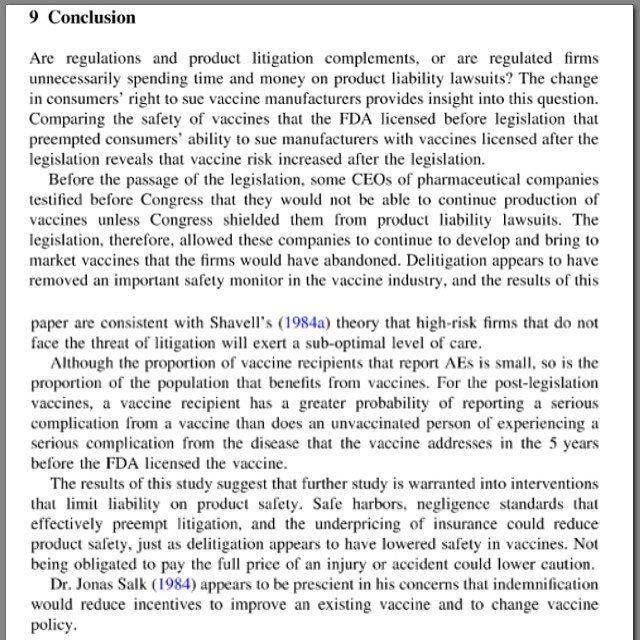 9 Conclusion
Are regulations and product litigation complements, or are regulated firms
unnecessarily spending time and money on product liability lawsuits? The change
in consumers' right to sue vaccine manufacturers provides insight into this question.
Comparing the safety of vaccines that the FDA licensed before legislation that
preempted consumers' ability to sue manufacturers with vaccines licensed after the
legislation reveals that vaccine risk increased after the legislation.
Before the passage of the legislation, some CEOs of pharmaceutical companies
testified before Congress that they would not be able to continue production of
vaccines unless Congress shielded them from product liability lawsuits. The
legislation, therefore, allowed these companies to continue to develop and bring to
market vaccines that the firms would have abandoned. Delitigation appears to have
removed an important safety monitor in the vaccine industry, and the results of this
paper are consistent with Shavell's (1984a) theory that high-risk firms that do not
face the threat of litigation will exert a sub-optimal level of care.
Although the proportion of vaccine recipients that report AEs is small, so is the
proportion of the population that benefits from vaccines. For the post-legislation
vaccines, a vaccine recipient has a greater probability of reporting a serious
complication from a vaccine than does an unvaccinated person of experiencing a
serious complication from the disease that the vaccine addresses in the 5 years
before the FDA licensed the vaccine.
The results of this study suggest that further study is warranted into interventions
that limit liability on product safety. Safe harbors, negligence standards that
effectively preempt litigation, and the underpricing of insurance could reduce
product safety, just as delitigation appears to have lowered safety in vaccines. Not
being obligated to pay the full price of an injury or accident could lower caution.
Dr. Jonas Salk (1984) appears to be prescient in his concerns that indemnification
would reduce incentives to improve an existing vaccine and to change vaccine
policy.